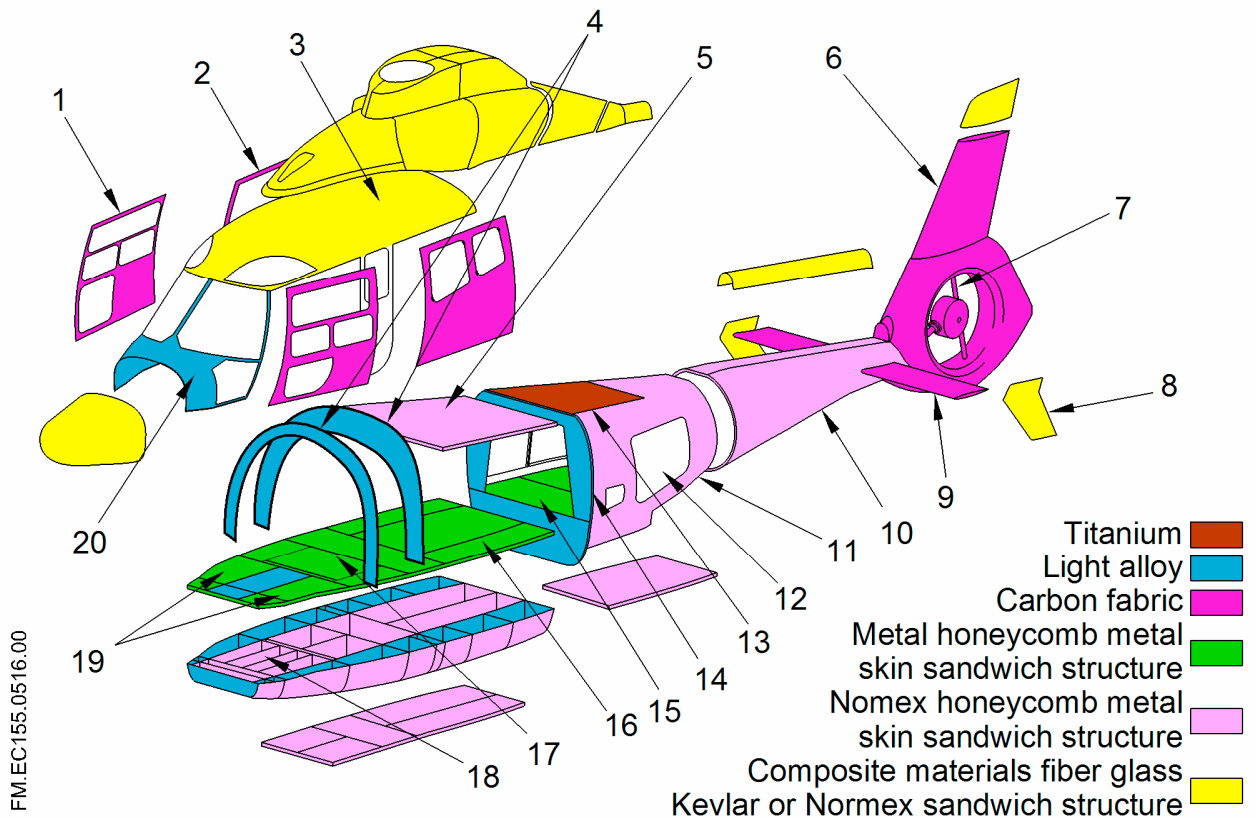 4
3
5
2
6
1
7
8
9
20
10
11
12
19
13
14
16
15
17
18
Titanium
Light alloy
Carbon fabric
Metal honeycomb metal
skin sandwich structure
Nomex honeycomb metal
skin sandwich structure
Composite materials fiber glass
Kevlar or Normex sandwich structure
FM.EC155.0516.00